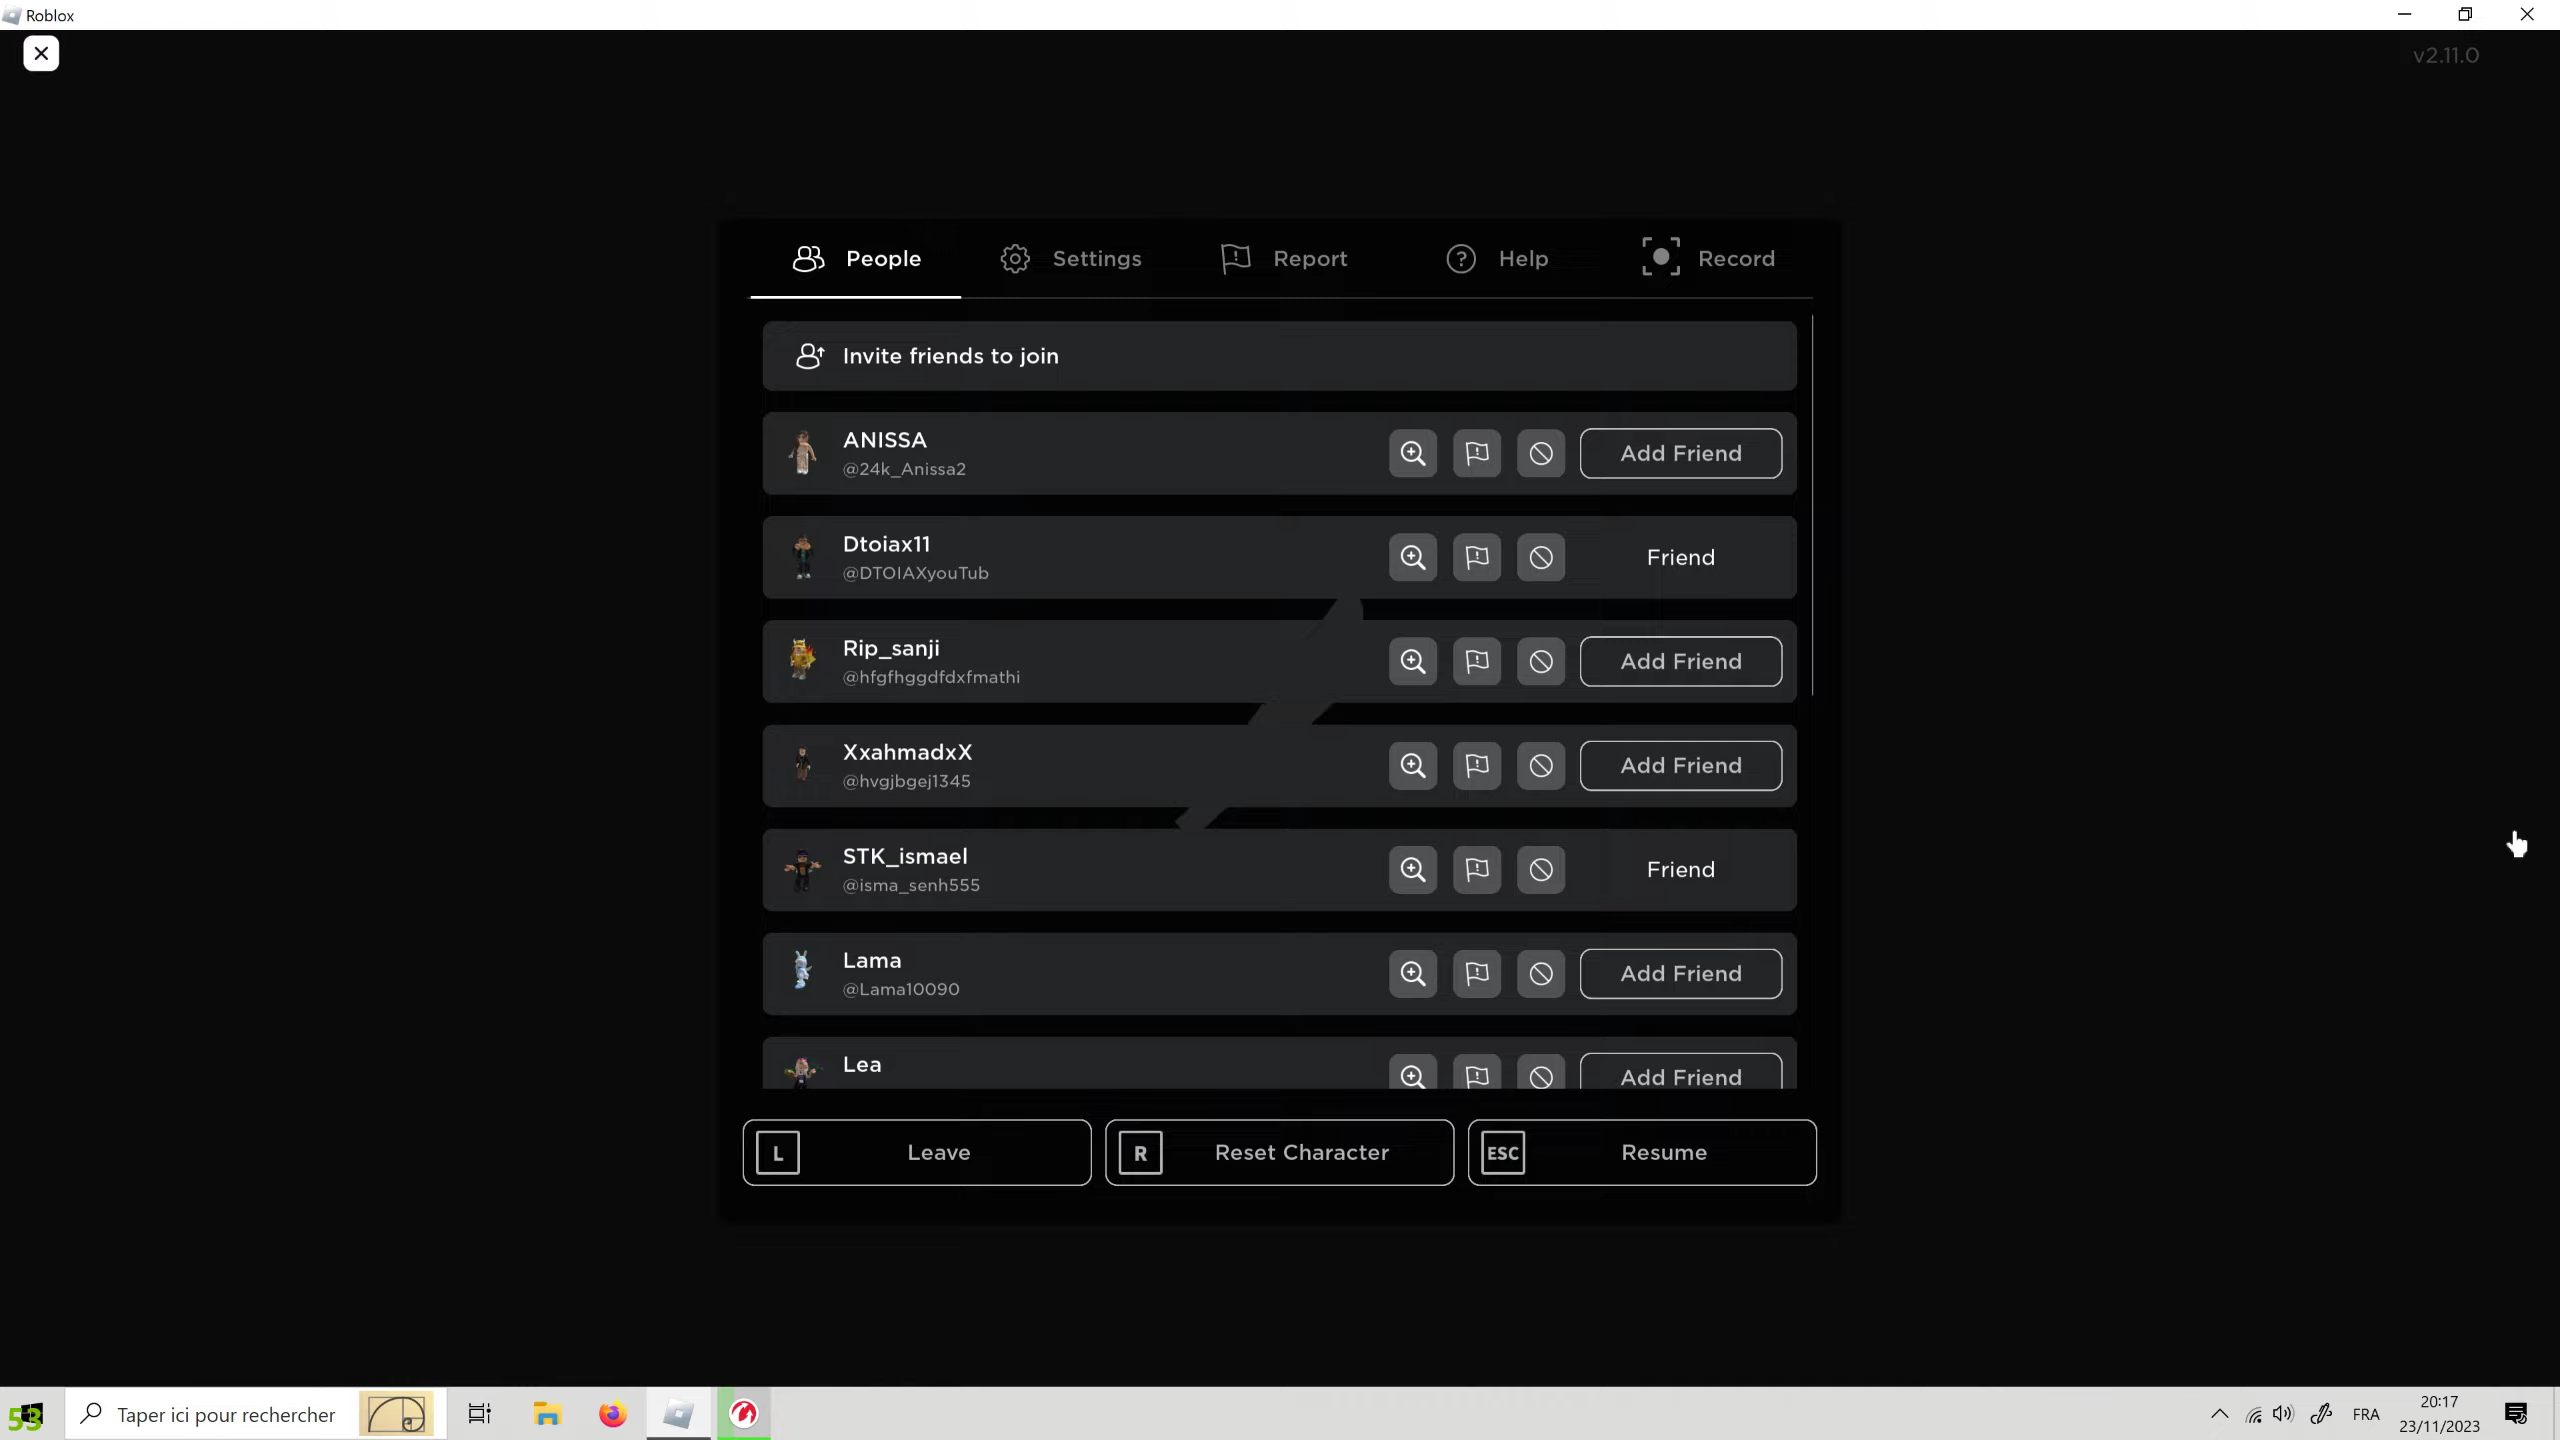 Roblox
v2.11.0
People
Settings
Report
Help
Record
Invite friends to join
ANISSA
@24k_Anissa2
Add Friend
Dtoiax11
@DTOIAXyouTub
Friend
Rip_sanji
@hfgfhggdfdxfmathi
Add Friend
XxahmadxX
@hvgjbgej1345
Add Friend
STK_ismael
@isma_senh555
Friend
Lama
@Lama10090
Add Friend
Lea
Add Friend
L Leave
R Reset Character
ESC Resume
53
Taper ici pour rechercher
FRA
20:17
23/11/2023